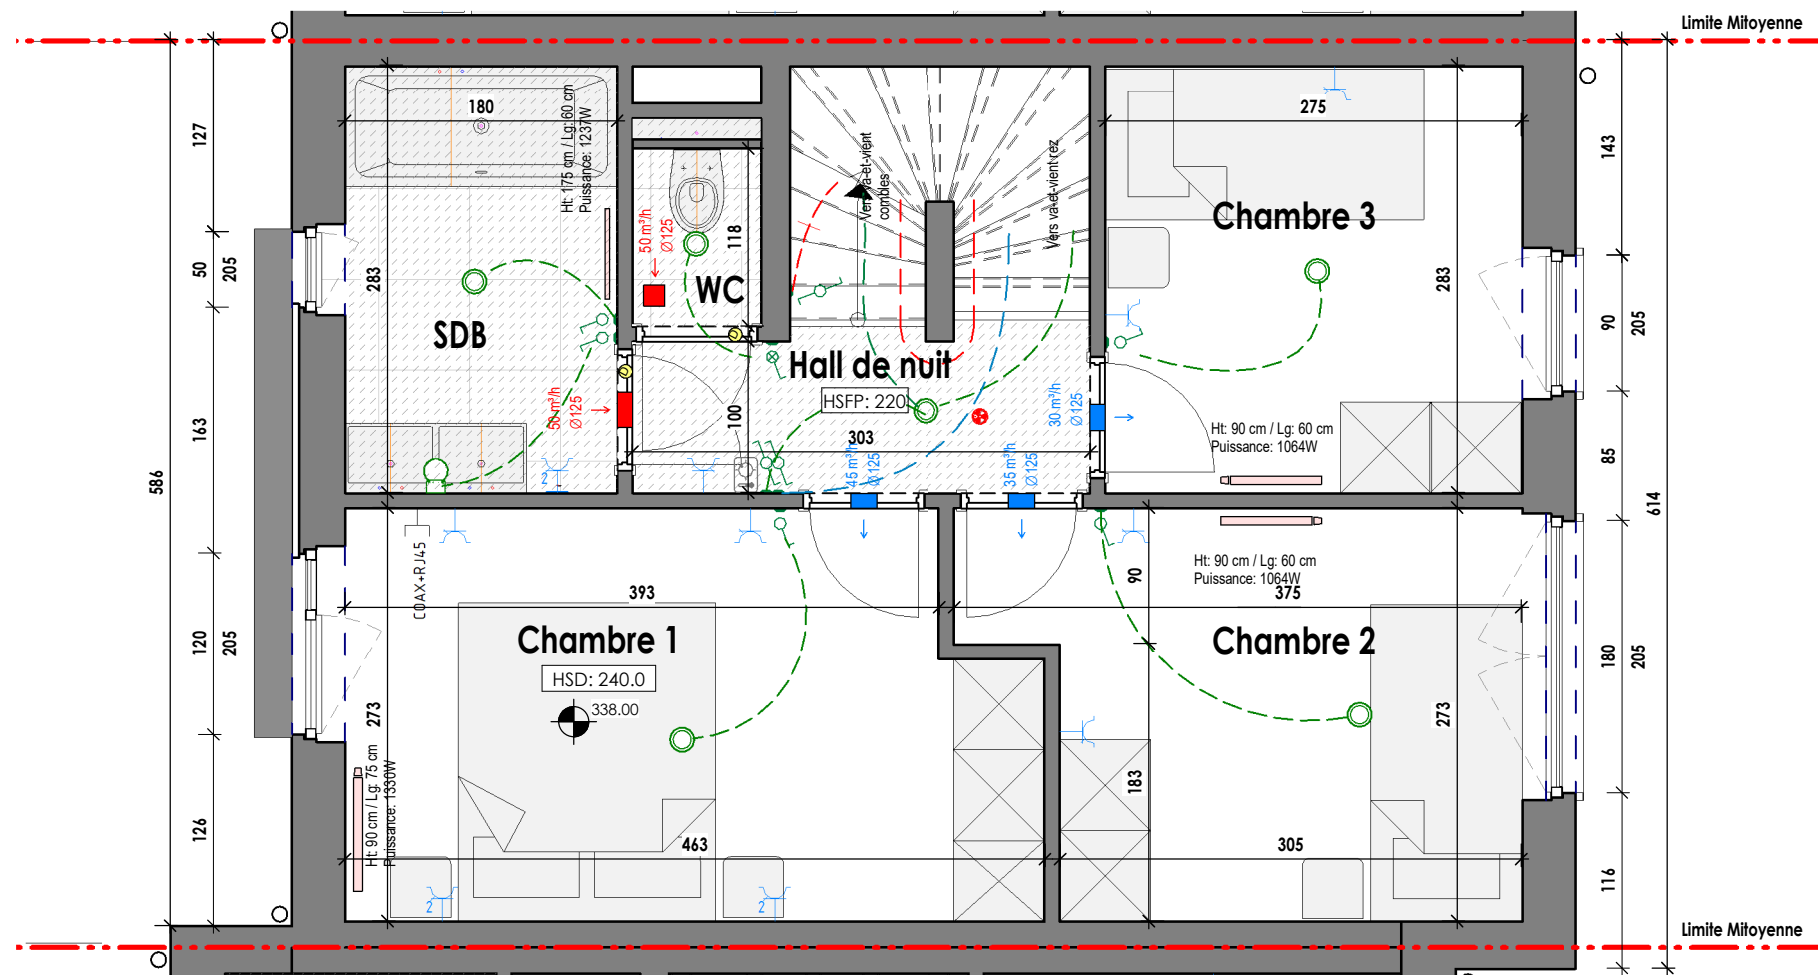 Limite Mitoyenne
127
50
205
163
586
120
205
126
180
283
Ht: 175 cm / Lg: 60 cm
Puissance: 1237W
SDB
50 m³/h
Ø125
118
WC
50 m³/h
Ø125
100
Vers va-et-vient
combles
Vers va-et-vient rez
Hall de nuit
HSFP: 220
303
30 m³/h
Ø125
45 m³/h
Ø125
35 m³/h
Ø125
2
275
Chambre 3
283
Ht: 90 cm / Lg: 60 cm
Puissance: 1064W
143
90
205
85
614
180
205
116
COAX+RJ45
393
Chambre 1
HSD: 240.0
338.00
273
Ht: 90 cm / Lg: 75 cm
Puissance: 1330W
463
2
2
Ht: 90 cm / Lg: 60 cm
Puissance: 1064W
90
375
Chambre 2
273
183
305
Limite Mitoyenne